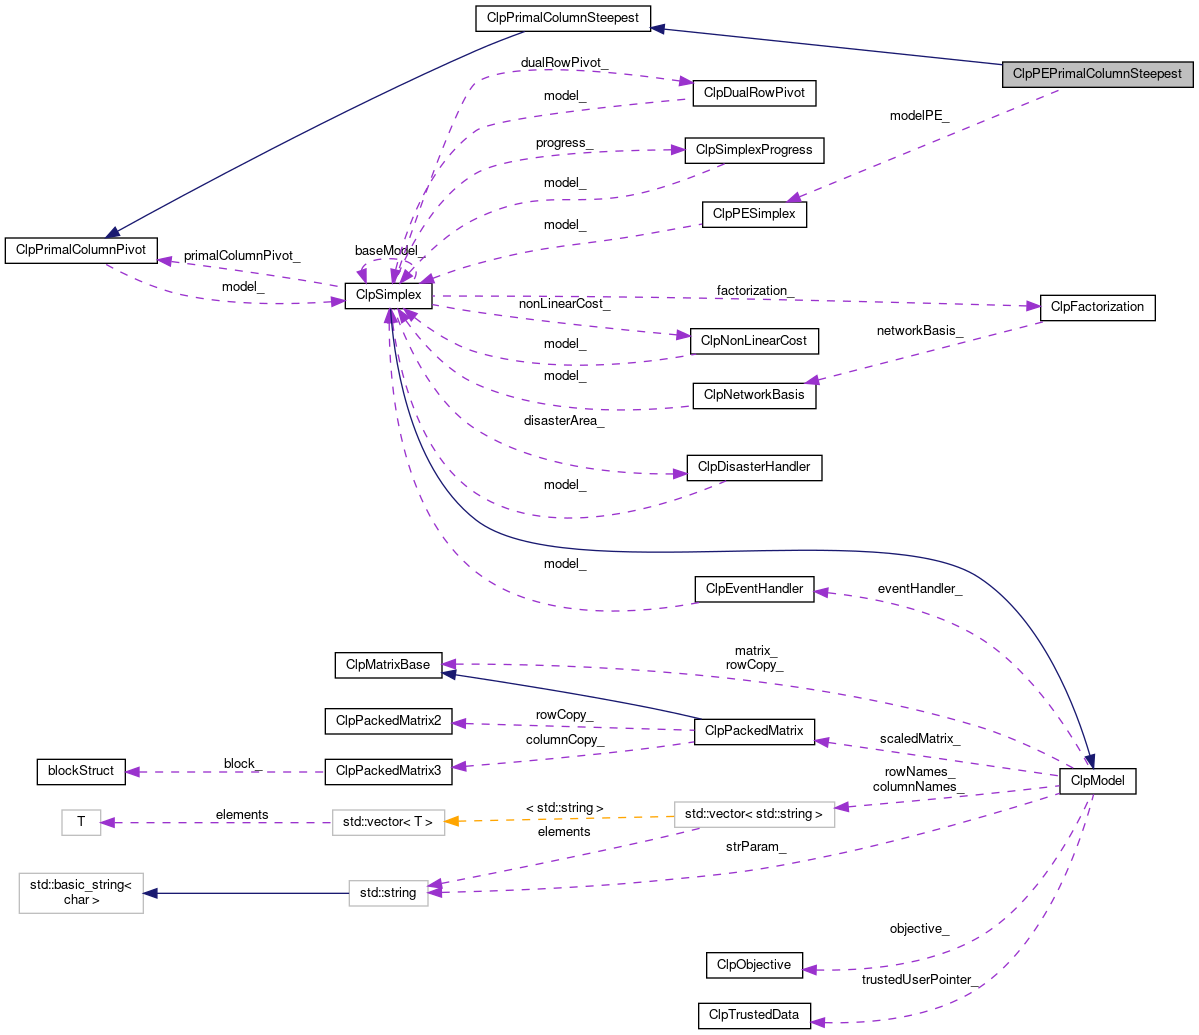 ClpPrimalColumnSteepest
dualRowPivot_
ClpPEPrimalColumnSteepest
ClpDualRowPivot
model_
modelPE_
progress_
ClpSimplexProgress
model_
ClpPESimplex
model_
ClpPrimalColumnPivot
primalColumnPivot_
baseModel_
model_
ClpSimplex
factorization_
nonLinearCost_
ClpFactorization
networkBasis_
model_
ClpNonLinearCost
model_
ClpNetworkBasis
disasterArea_
ClpDisasterHandler
model_
model_
ClpEventHandler
eventHandler_
matrix_
rowCopy_
ClpMatrixBase
rowCopy_
ClpPackedMatrix2
ClpPackedMatrix
scaledMatrix_
columnCopy_
blockStruct
block_
ClpPackedMatrix3
rowNames_
columnNames_
ClpModel
T
elements
std::vector< T >
< std::string >
std::vector< std::string >
elements
strParam_
std::basic_string<
char >
std::string
objective_
ClpObjective
trustedUserPointer_
ClpTrustedData